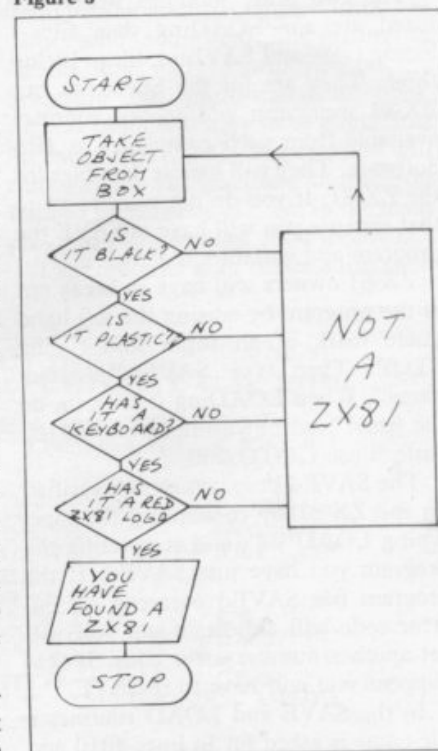 Figure 3
START
TAKE
OBJECT
FROM
BOX
IS
IT BLACK?
NO
YES
IS
IT PLASTIC?
NO
YES
HAS
IT A
KEYBOARD?
NO
YES
HAS
IT A RED
ZX81 LOGO
NO
YES
YOU
HAVE
FOUND A
ZX81
STOP
NOT
A
ZX81